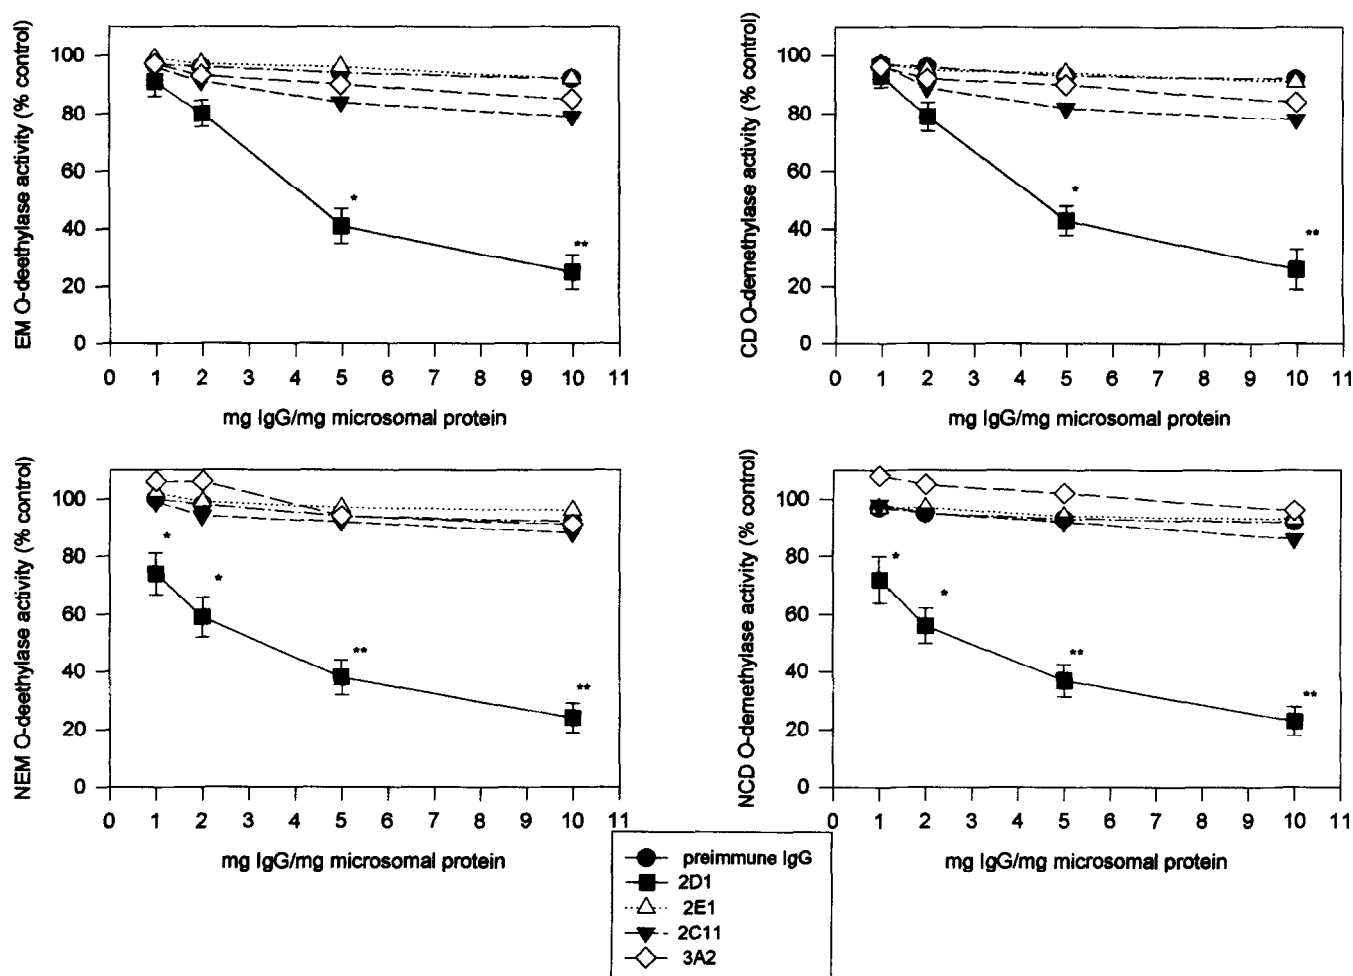 EM O-deethylase activity (% control)
100
80
60
40
20
0
*
**
0 1 2 3 4 5 6 7 8 9 10 11
mg IgG/mg microsomal protein
CD O-demethylase activity (% control)
100
80
60
40
20
0
*
**
0 1 2 3 4 5 6 7 8 9 10 11
mg IgG/mg microsomal protein
NEM O-deethylase activity (% control)
100
80
60
40
20
0
*
*
**
**
0 1 2 3 4 5 6 7 8 9 10 11
mg IgG/mg microsomal protein
NCD O-demethylase activity (% control)
100
80
60
40
20
0
*
*
**
**
0 1 2 3 4 5 6 7 8 9 10 11
mg IgG/mg microsomal protein
preimmune IgG
2D1
2E1
2C11
3A2